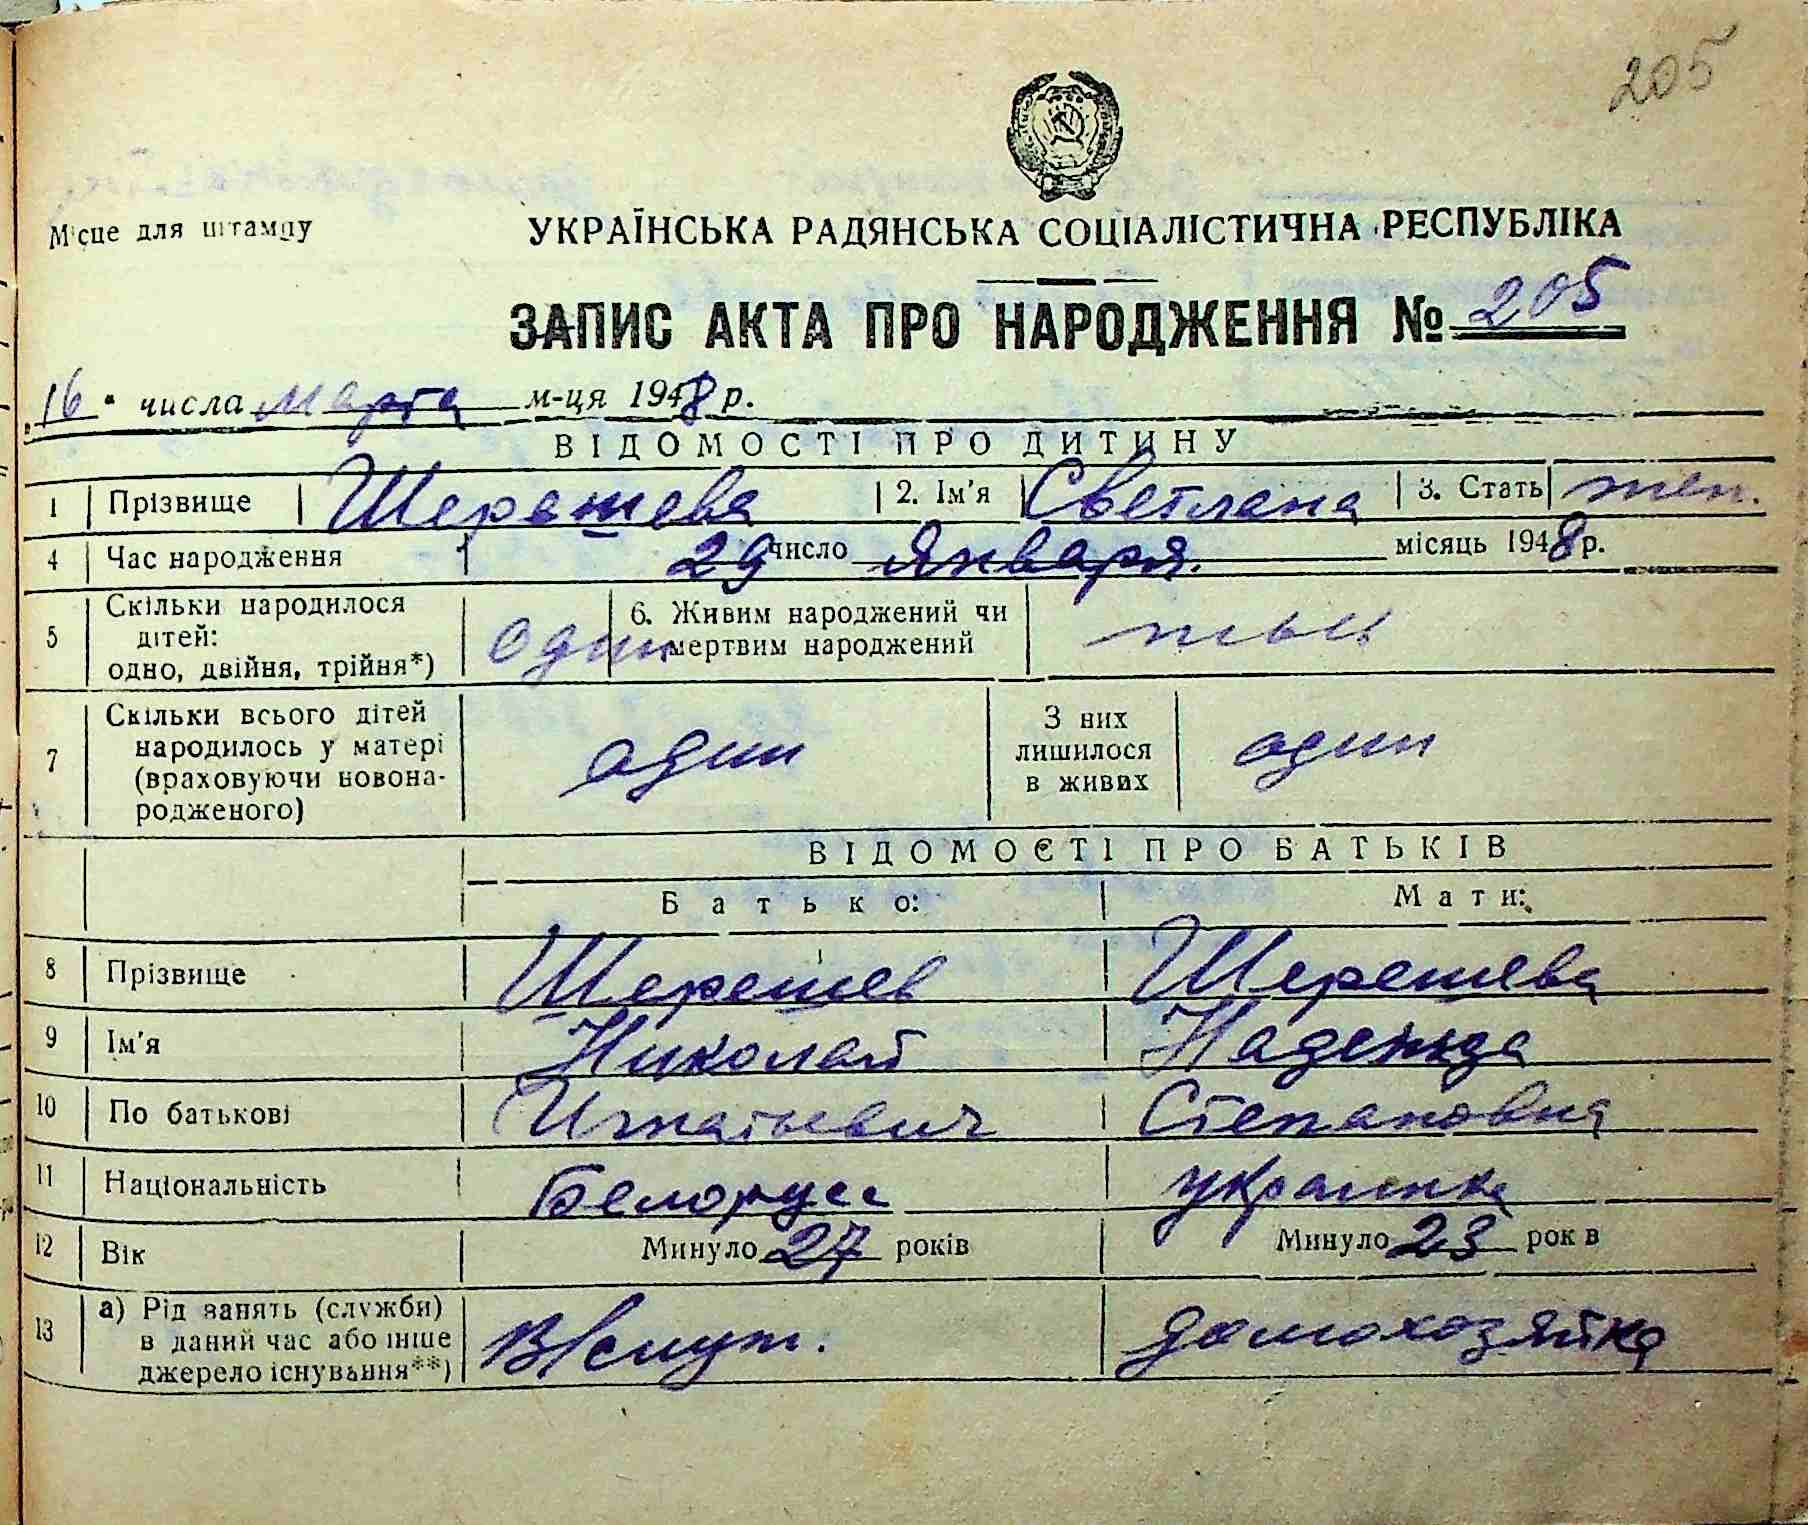 205
Місце для штампу
УКРАЇНСЬКА РАДЯНСЬКА СОЦІАЛІСТИЧНА РЕСПУБЛІКА
ЗАПИС АКТА ПРО НАРОДЖЕННЯ № 205
16 " числа Марта м-ця 1948 р.
ВІДОМОСТІ ПРО ДИТИНУ
1 Прізвище Шерешева 2. Ім'я Светлана 3. Стать жен.
4 Час народження 29 число Января. місяць 1948 р.
5 Скільки народилося дітей: одно, двійня, трійня*) один 6. Живим народжений чи мертвим народжений
7 Скільки всього дітей народилось у матері (враховуючи новонародженого) один З них лишилося в живих один
ВІДОМОСТІ ПРО БАТЬКІВ
Батько: Мати:
8 Прізвище Шерешев Шерешева
9 Ім'я Николай Надежда
10 По батькові Игнатьевич Степановна
11 Національність Белорусс украинка
12 Вік Минуло 27 років Минуло 23 років
13 а) Рід занять (служби) в даний час або інше джерело існування**) В/служ. домохозяйка